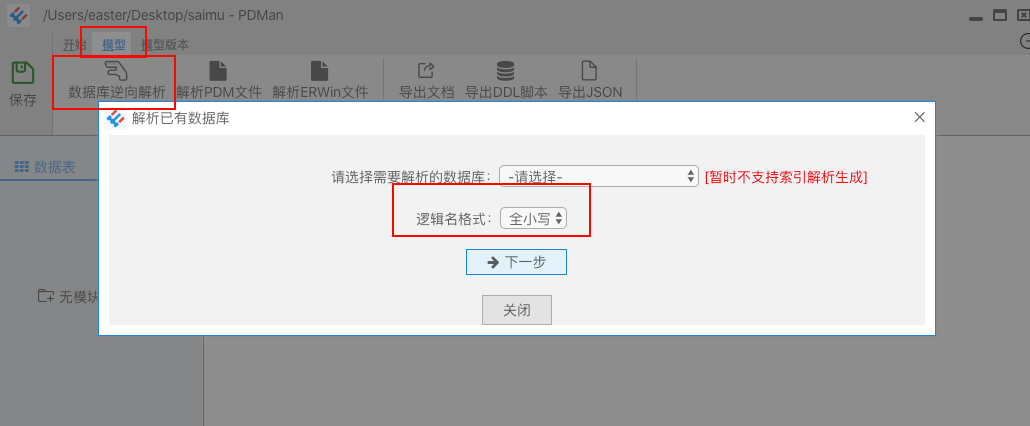 /Users/easter/Desktop/saimu - PDMan
开始 模型 模型版本
保存
数据库逆向解析 解析PDM文件 解析ERWin文件 导出文档 导出DDL脚本 导出JSON
解析已有数据库
数据表
请选择需要解析的数据库： -请选择- [暂时不支持索引解析生成]
逻辑名格式： 全小写
下一步
无模块
关闭